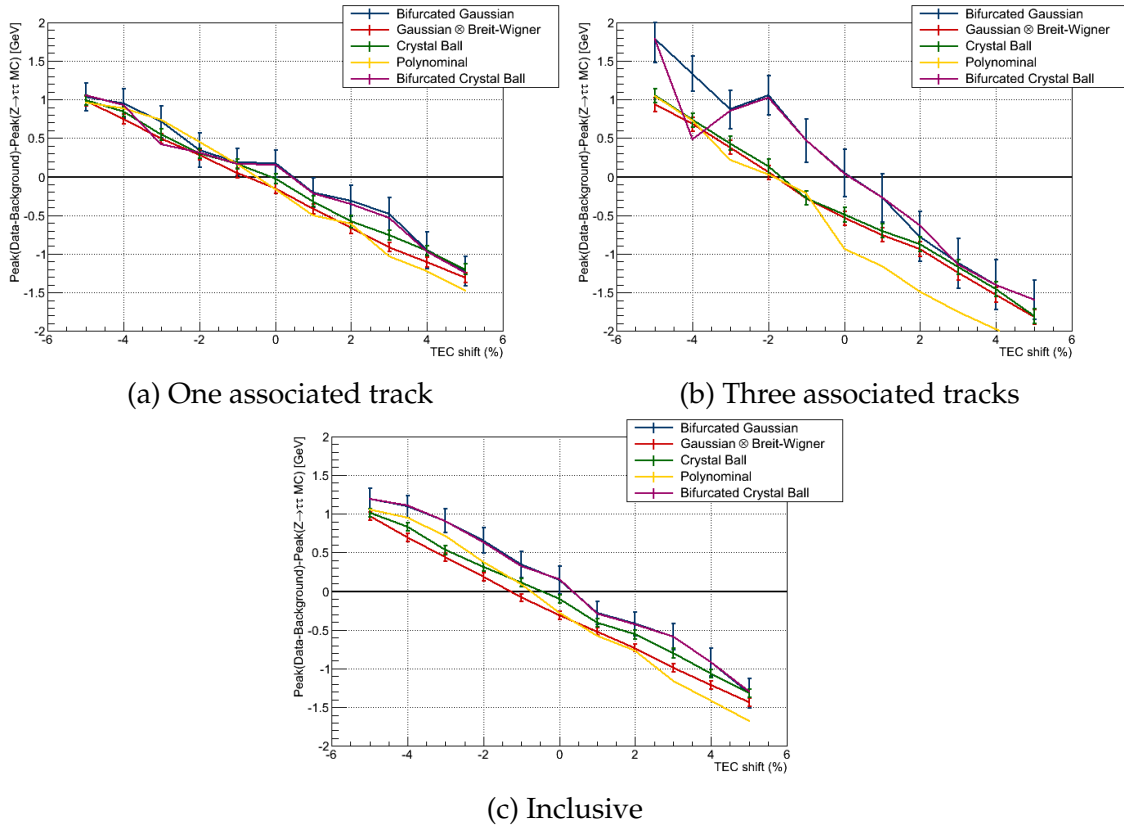 Bifurcated Gaussian
Gaussian ⊗ Breit-Wigner
Crystal Ball
Polynominal
Bifurcated Crystal Ball
Peak(Data-Background)-Peak(Z→ττ MC) [GeV]
2
1.5
1
0.5
0
-0.5
-1
-1.5
-2
-6
-4
-2
0
2
4
6
TEC shift (%)
(a) One associated track
Bifurcated Gaussian
Gaussian ⊗ Breit-Wigner
Crystal Ball
Polynominal
Bifurcated Crystal Ball
Peak(Data-Background)-Peak(Z→ττ MC) [GeV]
2
1.5
1
0.5
0
-0.5
-1
-1.5
-2
-6
-4
-2
0
2
4
6
TEC shift (%)
(b) Three associated tracks
Bifurcated Gaussian
Gaussian ⊗ Breit-Wigner
Crystal Ball
Polynominal
Bifurcated Crystal Ball
Peak(Data-Background)-Peak(Z→ττ MC) [GeV]
2
1.5
1
0.5
0
-0.5
-1
-1.5
-2
-6
-4
-2
0
2
4
6
TEC shift (%)
(c) Inclusive